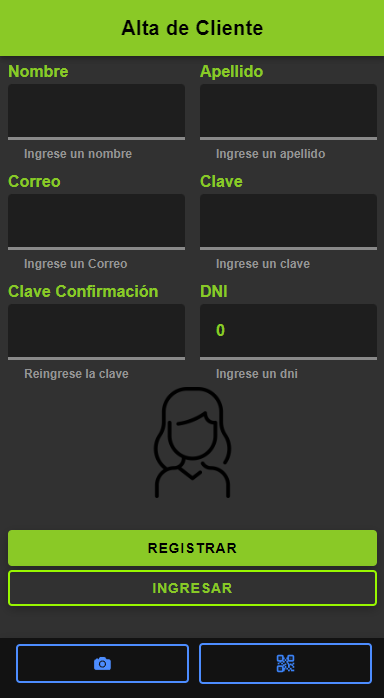 Alta de Cliente
Nombre Apellido
Ingrese un nombre Ingrese un apellido
Correo Clave
Ingrese un Correo Ingrese un clave
Clave Confirmación DNI
0
Reingrese la clave Ingrese un dni
REGISTRAR
INGRESAR